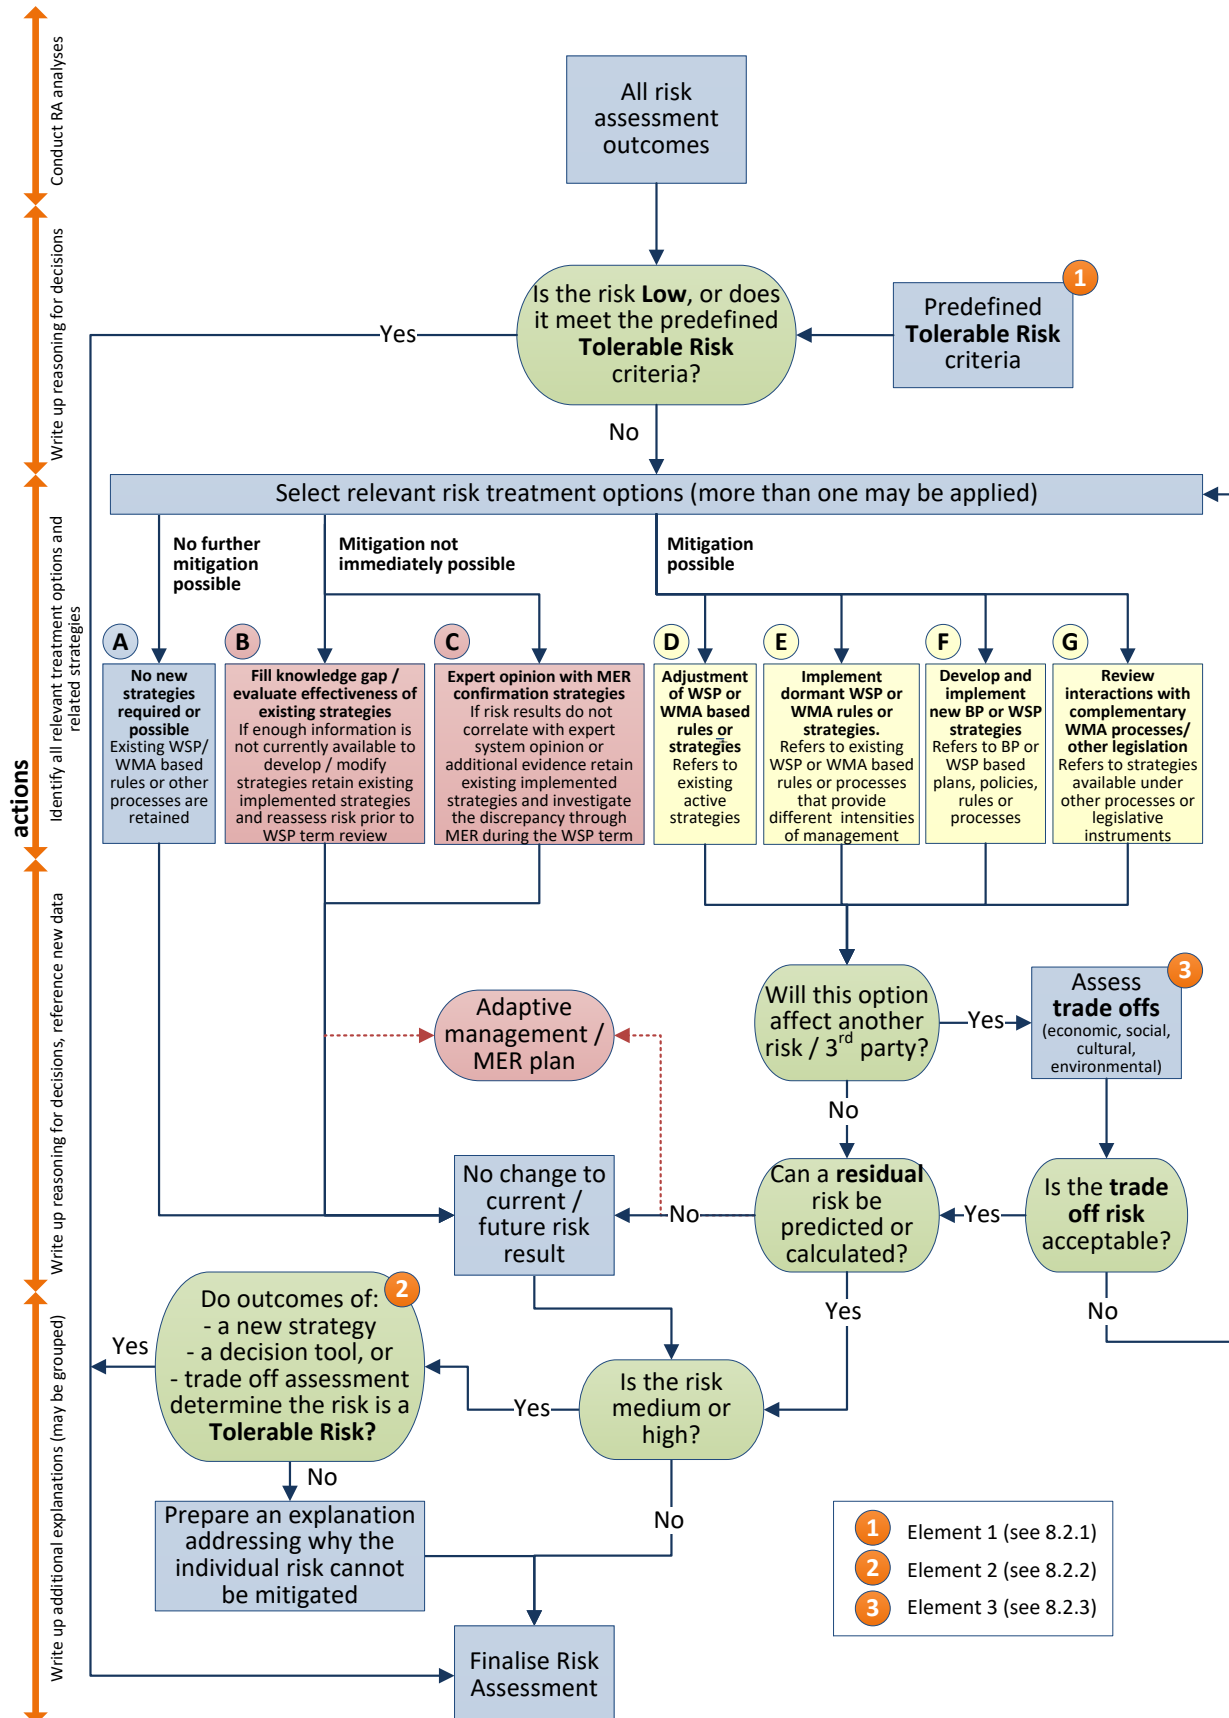 actions
Conduct RA analyses
Write up reasoning for decisions
Identify all relevant treatment options and
related strategies
Write up reasoning for decisions, reference new data
Write up additional explanations (may be grouped)
All risk
assessment
outcomes
Is the risk Low, or does
it meet the predefined
Tolerable Risk
criteria?
Yes
1
Predefined
Tolerable Risk
criteria
No
Select relevant risk treatment options (more than one may be applied)
No further
mitigation
possible
Mitigation not
immediately possible
Mitigation
possible
A
No new
strategies
required or
possible
Existing WSP/
WMA based
rules or other
processes are
retained
B
Fill knowledge gap /
evaluate effectiveness of
existing strategies
If enough information is
not currently available to
develop / modify
strategies retain existing
implemented strategies
and reassess risk prior to
WSP term review
C
Expert opinion with MER
confirmation strategies
If risk results do not
correlate with expert
system opinion or
additional evidence retain
existing implemented
strategies and investigate
the discrepancy through
MER during the WSP term
D
Adjustment
of WSP or
WMA based
rules or
strategies
Refers to
existing
active
strategies
E
Implement
dormant WSP or
WMA rules or
strategies.
Refers to existing
WSP or WMA based
rules or processes
that provide
different intensities
of management
F
Develop and
implement
new BP or WSP
strategies
Refers to BP or
WSP based
plans, policies,
rules or
processes
G
Review
interactions with
complementary
WMA processes/
other legislation
Refers to strategies
available under
other processes or
legislative
instruments
Adaptive
management /
MER plan
Will this option
affect another
risk / 3rd party?
Yes
3
Assess
trade offs
(economic, social,
cultural,
environmental)
No
No change to
current /
future risk
result
No
Can a residual
risk be
predicted or
calculated?
Yes
Is the trade
off risk
acceptable?
Yes
No
2
Do outcomes of:
- a new strategy
- a decision tool, or
- trade off assessment
determine the risk is a
Tolerable Risk?
Yes
Yes
Is the risk
medium or
high?
No
No
Prepare an explanation
addressing why the
individual risk cannot
be mitigated
Finalise Risk
Assessment
1 Element 1 (see 8.2.1)
2 Element 2 (see 8.2.2)
3 Element 3 (see 8.2.3)